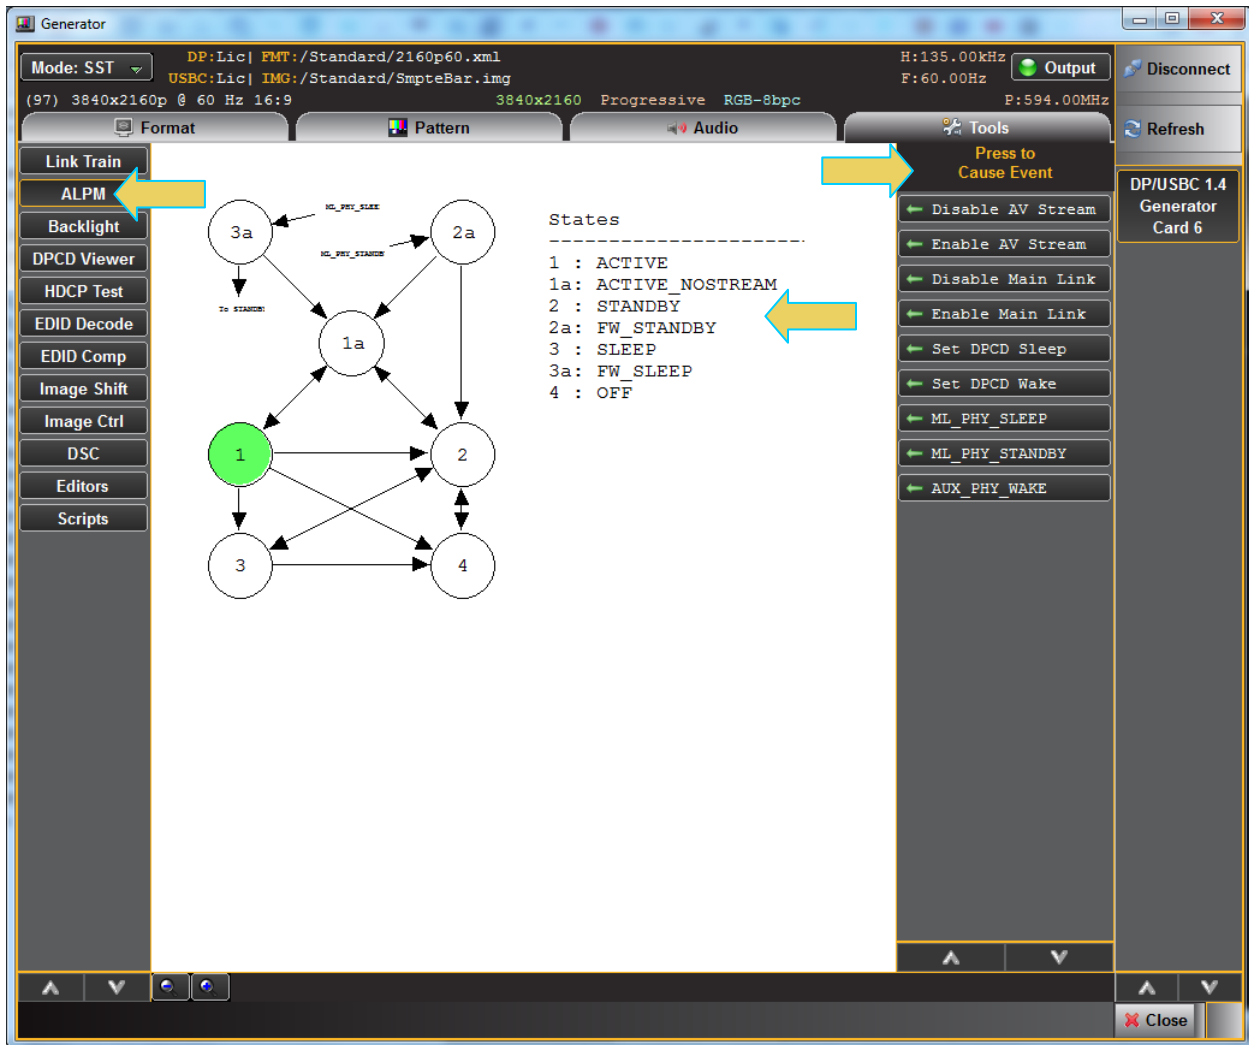 Generator
Mode: SST
DP:Lic| FMT:/Standard/2160p60.xml
USBC:Lic| IMG:/Standard/SmpteBar.img
H:135.00kHz
F:60.00Hz
Output
(97) 3840x2160p @ 60 Hz 16:9
3840x2160 Progressive RGB-8bpc
P:594.00MHz
Disconnect
Refresh
Format
Pattern
Audio
Tools
Link Train
ALPM
Backlight
DPCD Viewer
HDCP Test
EDID Decode
EDID Comp
Image Shift
Image Ctrl
DSC
Editors
Scripts
3a
ML_PHY_SLEE
2a
ML_PHY_STANDB
To STANDBY
1a
1
2
3
4
States
----------------------
1 : ACTIVE
1a: ACTIVE_NOSTREAM
2 : STANDBY
2a: FW_STANDBY
3 : SLEEP
3a: FW_SLEEP
4 : OFF
Press to
Cause Event
Disable AV Stream
Enable AV Stream
Disable Main Link
Enable Main Link
Set DPCD Sleep
Set DPCD Wake
ML_PHY_SLEEP
ML_PHY_STANDBY
AUX_PHY_WAKE
DP/USBC 1.4
Generator
Card 6
Close